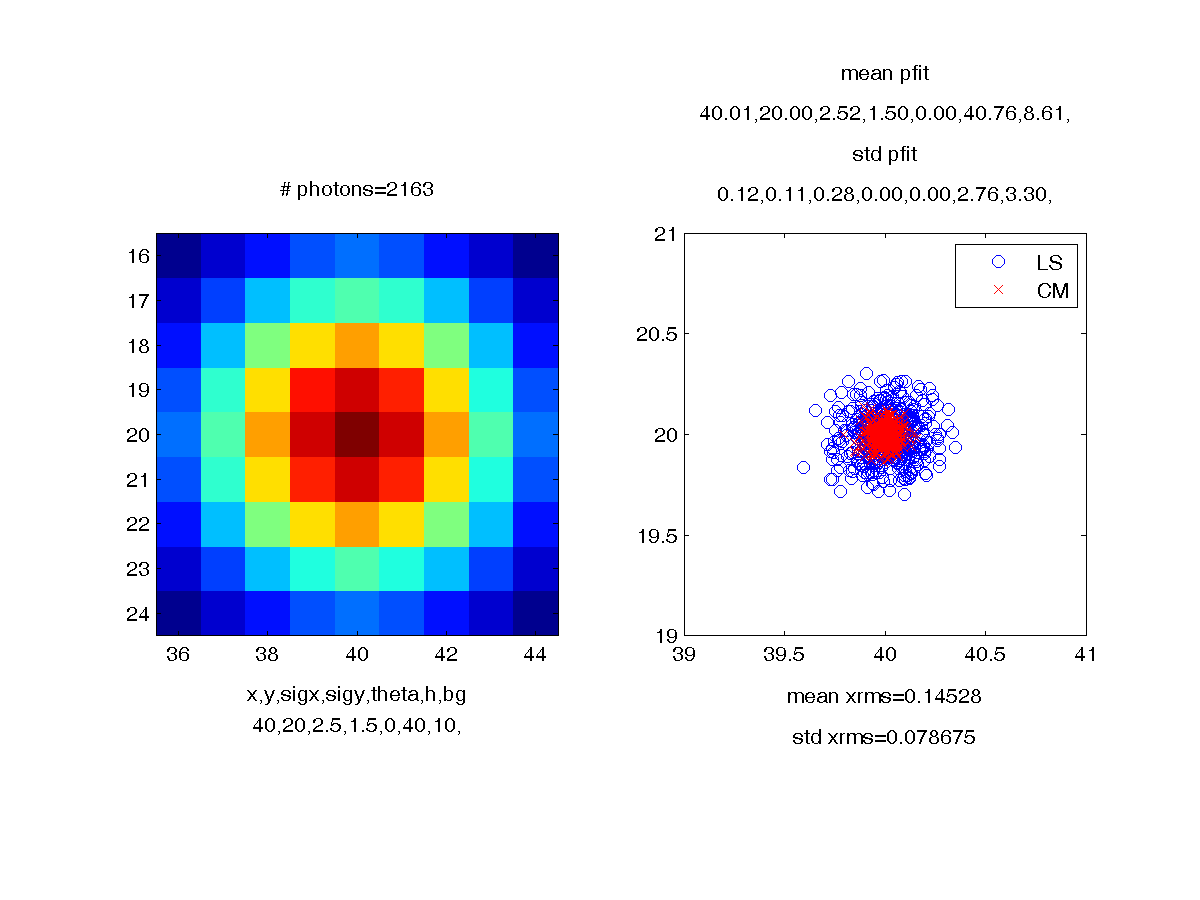 # photons=2163
16
17
18
19
20
21
22
23
24
36 38 40 42 44
x,y,sigx,sigy,theta,h,bg
40,20,2.5,1.5,0,40,10,
mean pfit
40.01,20.00,2.52,1.50,0.00,40.76,8.61,
std pfit
0.12,0.11,0.28,0.00,0.00,2.76,3.30,
21
20.5
20
19.5
19
LS
CM
39 39.5 40 40.5 41
mean xrms=0.14528
std xrms=0.078675